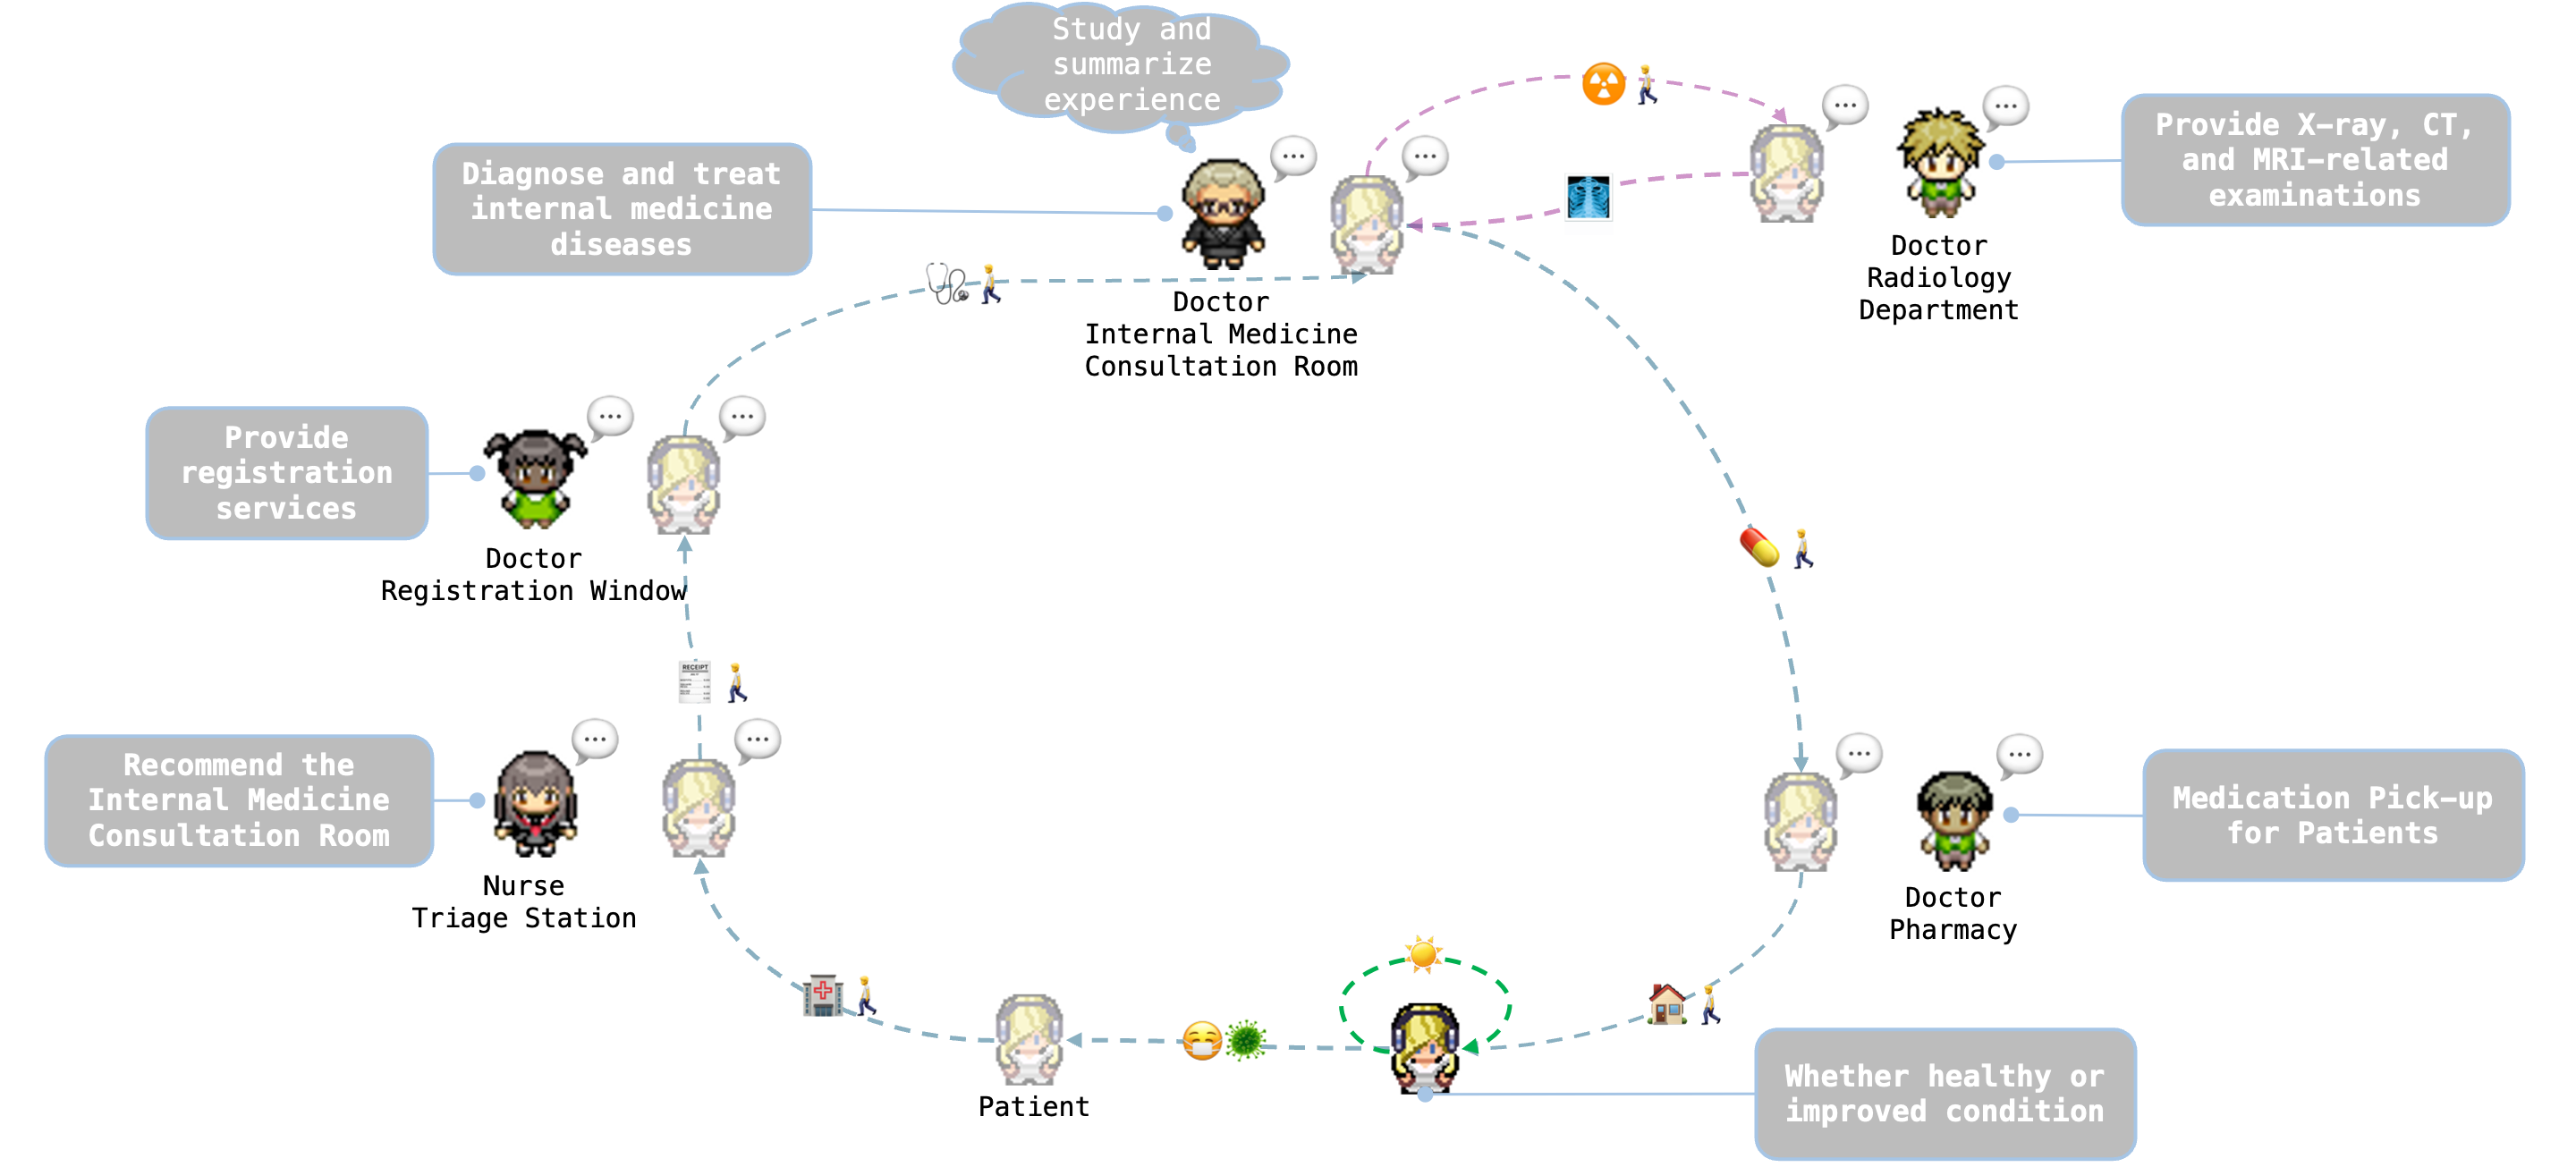 Study and
summarize
experience
Provide X-ray, CT,
and MRI-related
examinations
Diagnose and treat
internal medicine
diseases
Doctor
Radiology
Department
Doctor
Internal Medicine
Consultation Room
Provide
registration
services
Doctor
Registration Window
RECEIPT
Recommend the
Internal Medicine
Consultation Room
Nurse
Triage Station
Medication Pick-up
for Patients
Doctor
Pharmacy
Patient
Whether healthy or
improved condition